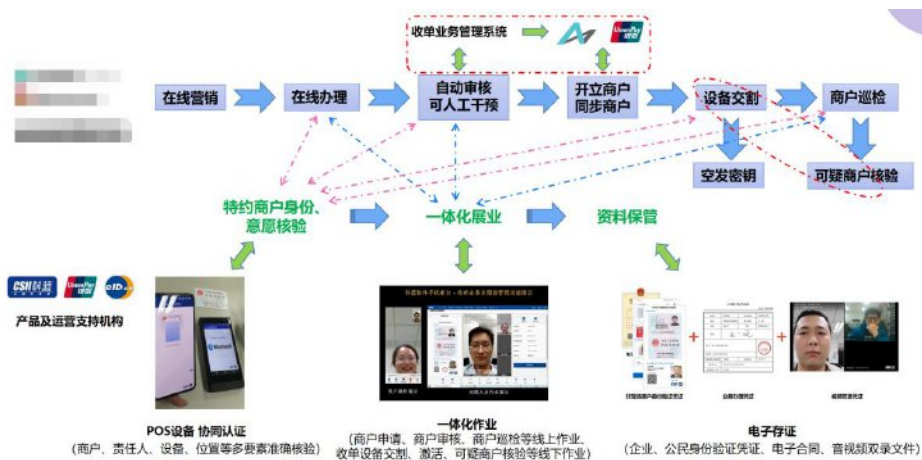 收单业务管理系统
UnionPay
银联
在线营销
在线办理
自动审核
可人工干预
开立商户
同步商户
设备交割
商户巡检
空发密钥
可疑商户核验
特约商户身份、
意愿核验
一体化展业
资料保管
UnionPay
银联
eID
产品及运营支持机构
业务办理凭证
POS设备 协同认证
(商户、责任人、设备、位置等多要素准确核验)
一体化作业
(商户申请、商户审核、商户巡检等线上作业、
收单设备交割、激活、可疑商户核验等线下作业)
电子存证
(企业、公民身份验证凭证、电子合同、音视频双录文件)